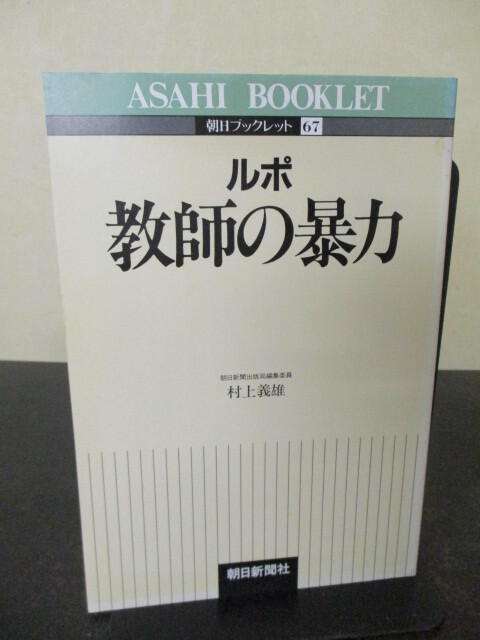 ASAHI BOOKLET
朝日ブックレット 67
ルポ
教師の暴力
朝日新聞出版局編集委員
村上義雄
朝日新聞社